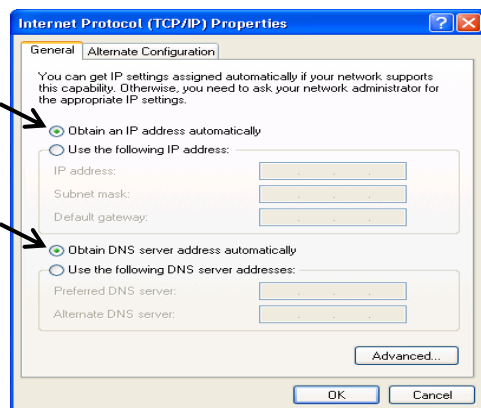 Internet Protocol (TCP/IP) Properties
General Alternate Configuration
You can get IP settings assigned automatically if your network supports
this capability. Otherwise, you need to ask your network administrator for
the appropriate IP settings.
Obtain an IP address automatically
Use the following IP address:
IP address:
Subnet mask:
Default gateway:
Obtain DNS server address automatically
Use the following DNS server addresses:
Preferred DNS server:
Alternate DNS server:
Advanced...
OK Cancel